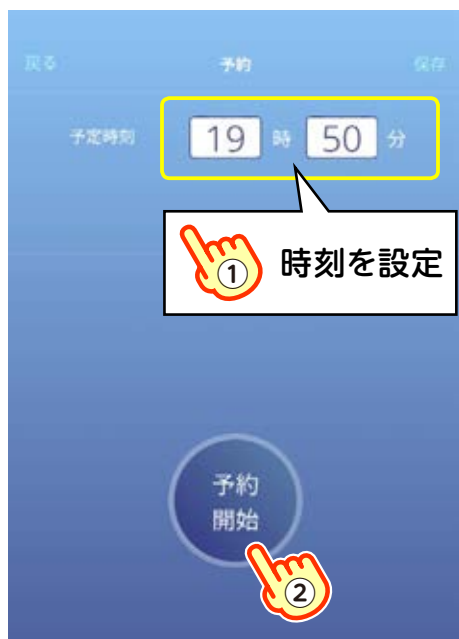 戻る 予約 保存
予定時刻 19 時 50 分
① 時刻を設定
予約
開始
②